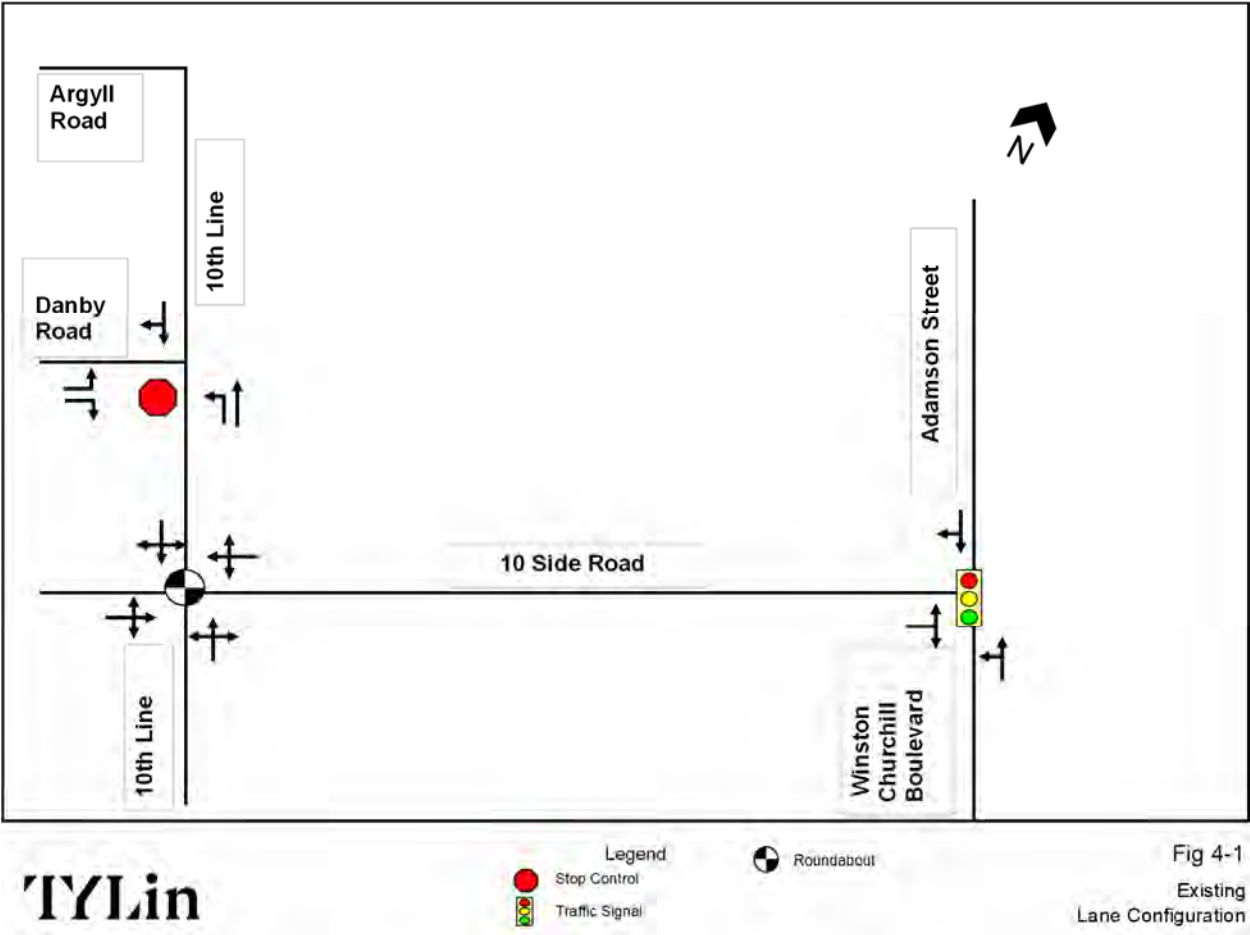 Argyll
Road
10th Line
N
Danby
Road
Adamson Street
10 Side Road
10th Line
Winston
Churchill
Boulevard
Legend
Stop Control
Traffic Signal
Roundabout
Fig 4-1
Existing
Lane Configuration
TYLin